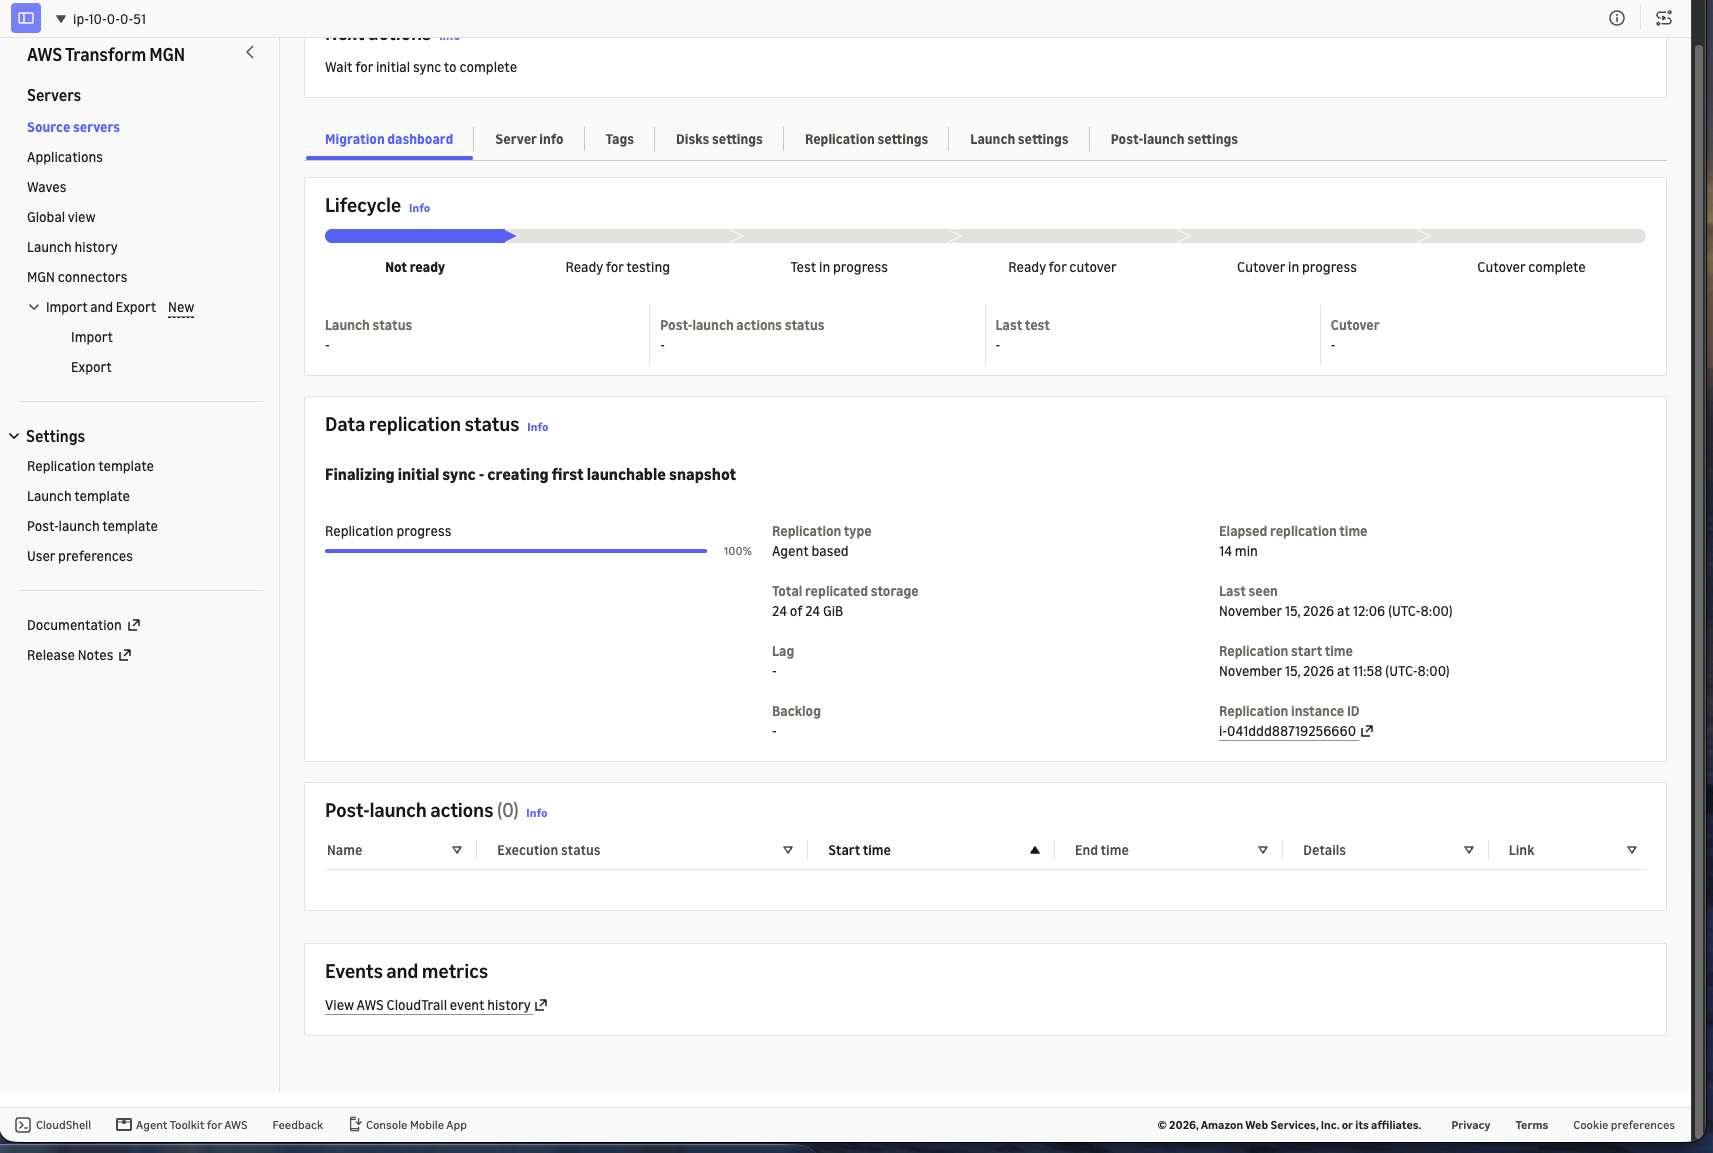 ip-10-0-0-51
AWS Transform MGN
Servers
Source servers
Applications
Waves
Global view
Launch history
MGN connectors
Import and Export New
Import
Export
Settings
Replication template
Launch template
Post-launch template
User preferences
Documentation
Release Notes
Next actions Info
Wait for initial sync to complete
Migration dashboard Server info Tags Disks settings Replication settings Launch settings Post-launch settings
Lifecycle Info
Not ready Ready for testing Test in progress Ready for cutover Cutover in progress Cutover complete
Launch status Post-launch actions status Last test Cutover
- - - -
Data replication status Info
Finalizing initial sync - creating first launchable snapshot
Replication progress
100%
Replication type
Agent based
Total replicated storage
24 of 24 GiB
Lag
-
Backlog
-
Elapsed replication time
14 min
Last seen
November 15, 2026 at 12:06 (UTC-8:00)
Replication start time
November 15, 2026 at 11:58 (UTC-8:00)
Replication instance ID
i-041ddd88719256660
Post-launch actions (0) Info
Name Execution status Start time End time Details Link
Events and metrics
View AWS CloudTrail event history
CloudShell Agent Toolkit for AWS Feedback Console Mobile App © 2026, Amazon Web Services, Inc. or its affiliates. Privacy Terms Cookie preferences